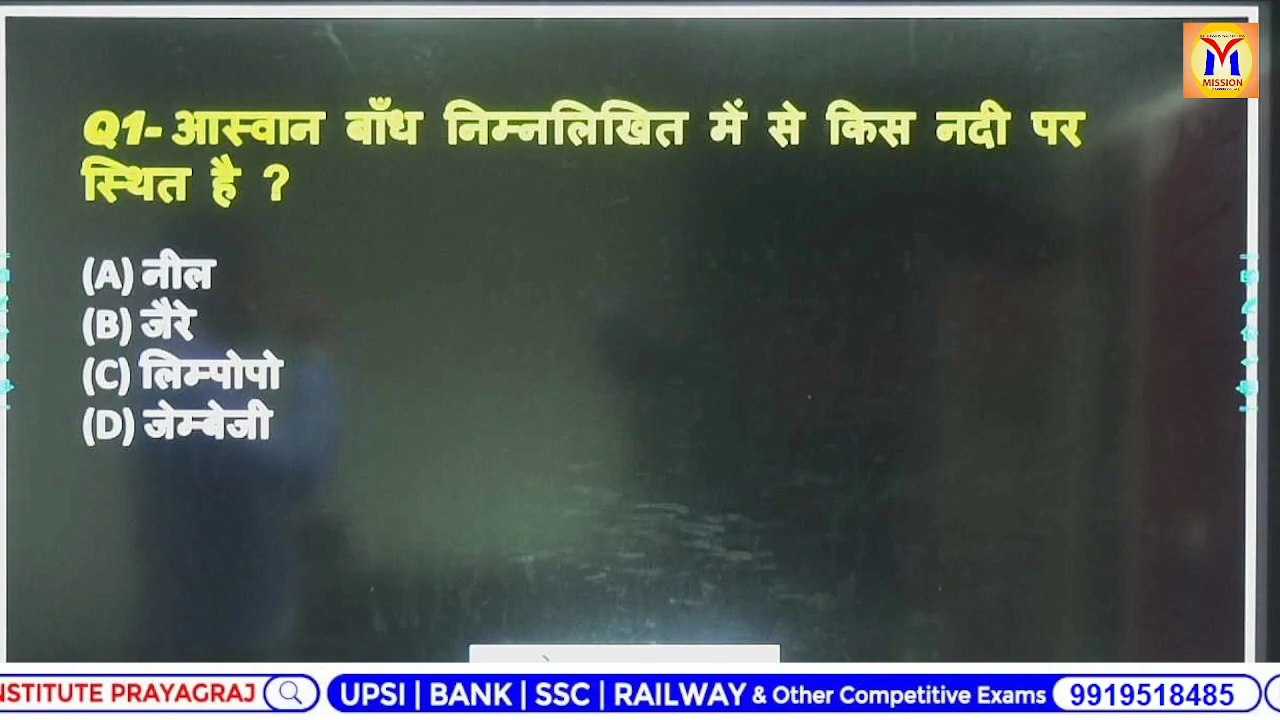 MISSION
Q1- आस्वान बाँध निम्नलिखित में से किस नदी पर
स्थित है ?
(A) नील
(B) जैरे
(C) लिम्पोपो
(D) जेम्बेजी
NSTITUTE PRAYAGRAJ
UPSI | BANK | SSC | RAILWAY & Other Competitive Exams
9919518485